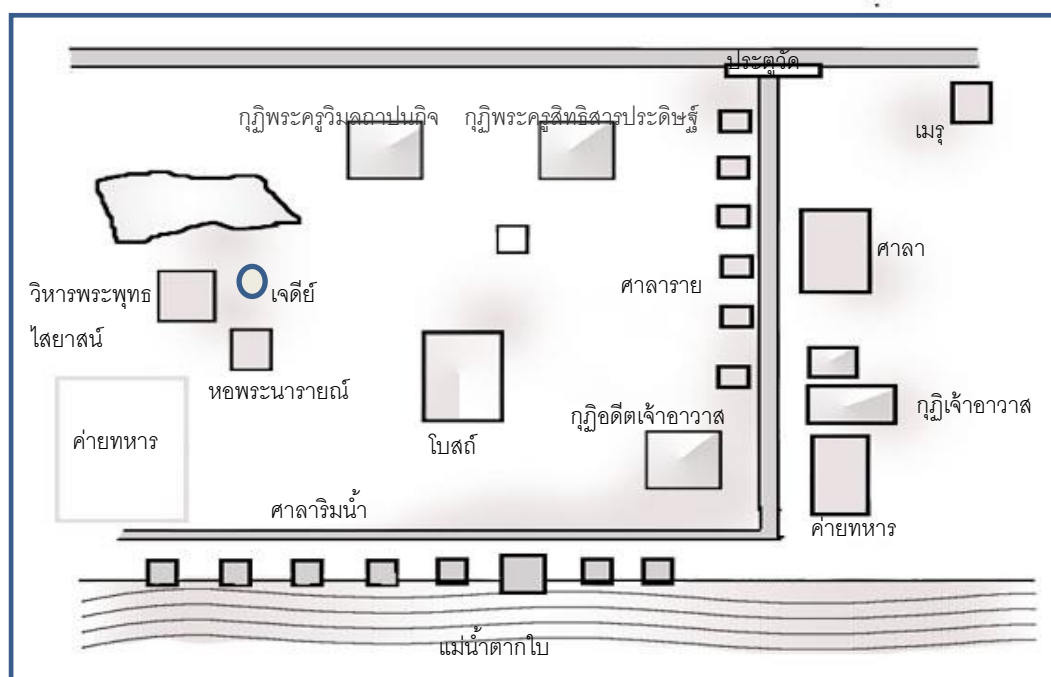 ประตูวัด
กุฏิพระครูวิมลถาปนกิจ
กุฏิพระครูสิทธิสารประดิษฐ์
เมรุ
ศาลา
ศาลาราย
วิหารพระพุทธ
ไสยาสน์
เจดีย์
หอพระนารายณ์
กุฏิเจ้าอาวาส
กุฏิอดีตเจ้าอาวาส
โบสถ์
ค่ายทหาร
ศาลาริมน้ำ
ค่ายทหาร
แม่น้ำตากใบ